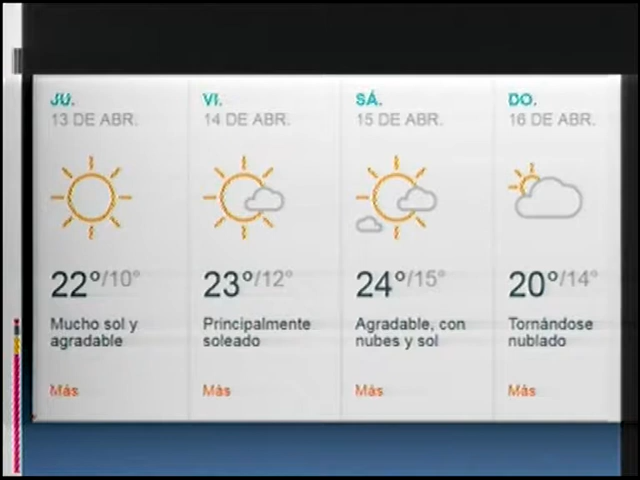 JU.
13 DE ABR.
22°/10°
Mucho sol y
agradable
Más
VI.
14 DE ABR.
23°/12°
Principalmente
soleado
Más
SÁ.
15 DE ABR.
24°/15°
Agradable, con
nubes y sol
Más
DO.
16 DE ABR.
20°/14°
Tornándose
nublado
Más